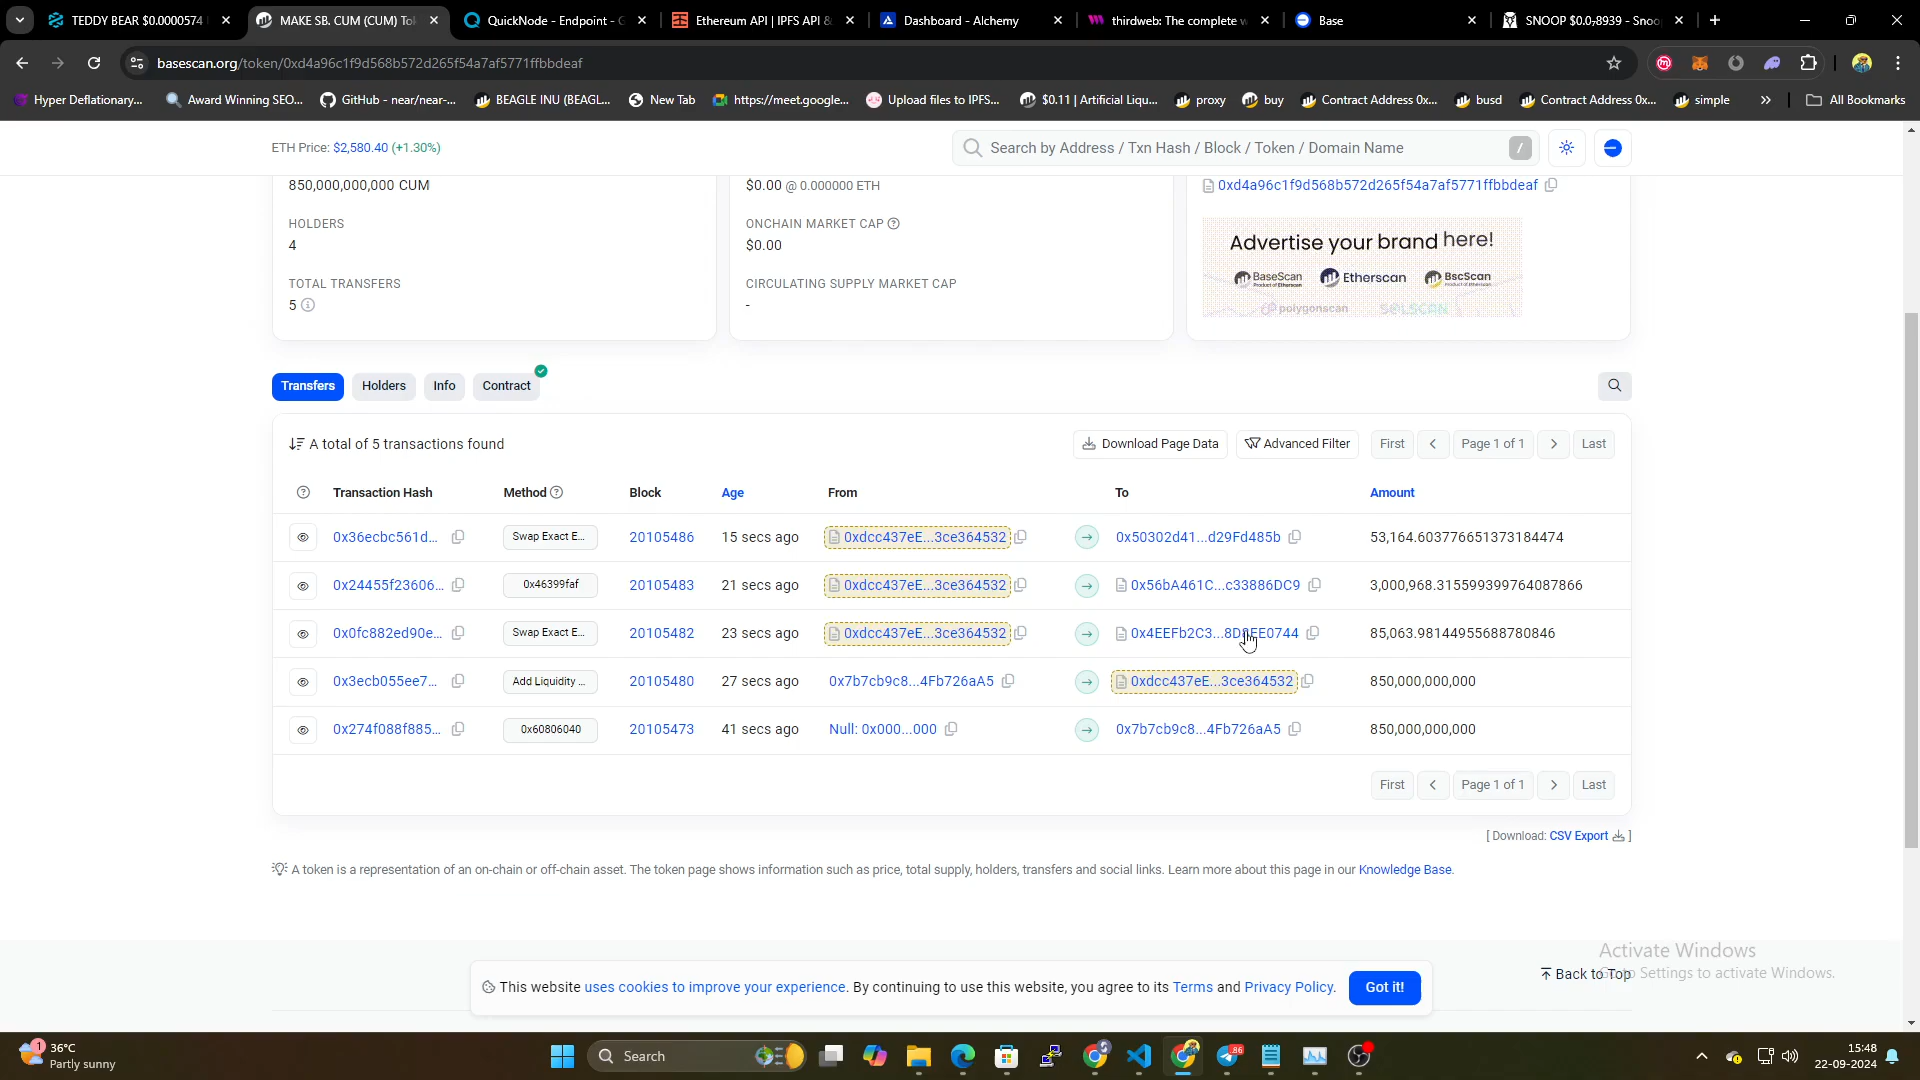 TEDDY BEAR $0.0000574
MAKE SB. CUM (CUM) To
QuickNode - Endpoint - G
Ethereum API | IPFS API &
Dashboard - Alchemy
thirdweb: The complete w
Base
SNOOP $0.0₇8939 - Snoo
basescan.org/token/0xd4a96c1f9d568b572d265f54a7af5771ffbbdeaf
Hyper Deflationary...
Award Winning SEO...
GitHub - near/near-...
BEAGLE INU (BEAGL...
New Tab
https://meet.google...
Upload files to IPFS...
$0.11 | Artificial Liqu...
proxy
buy
Contract Address 0x...
busd
Contract Address 0x...
simple
All Bookmarks
ETH Price: $2,580.40 (+1.30%)
Search by Address / Txn Hash / Block / Token / Domain Name
/
850,000,000,000 CUM
HOLDERS
4
TOTAL TRANSFERS
5
$0.00 @ 0.000000 ETH
ONCHAIN MARKET CAP
$0.00
CIRCULATING SUPPLY MARKET CAP
-
0xd4a96c1f9d568b572d265f54a7af5771ffbbdeaf
Advertise your brand here!
BaseScan
Product of Etherscan
Etherscan
BscScan
Product of Etherscan
polygonscan
SOLSCAN
Transfers
Holders
Info
Contract
A total of 5 transactions found
Download Page Data
Advanced Filter
First
Page 1 of 1
Last
Transaction Hash Method Block Age From To Amount
0x36ecbc561d... Swap Exact E... 20105486 15 secs ago 0xdcc437eE...3ce364532 0x50302d41...d29Fd485b 53,164.603776651373184474
0x24455f23606... 0x46399faf 20105483 21 secs ago 0xdcc437eE...3ce364532 0x56bA461C...c33886DC9 3,000,968.315599399764087866
0x0fc882ed90e... Swap Exact E... 20105482 23 secs ago 0xdcc437eE...3ce364532 85,063.98144955688780846
0x3ecb055ee7... Add Liquidity ... 20105480 27 secs ago 0x7b7cb9c8...4Fb726aA5 0xdcc437eE...3ce364532 850,000,000,000
0x274f088f885... 0x60806040 20105473 41 secs ago Null: 0x000...000 0x7b7cb9c8...4Fb726aA5 850,000,000,000
First
Page 1 of 1
Last
[ Download: CSV Export ]
A token is a representation of an on-chain or off-chain asset. The token page shows information such as price, total supply, holders, transfers and social links. Learn more about this page in our Knowledge Base.
Activate Windows
Go to Settings to activate Windows.
Back to Top
This website uses cookies to improve your experience. By continuing to use this website, you agree to its Terms and Privacy Policy.
Got it!
1
36°C
Partly sunny
Search
86
15:48
22-09-2024